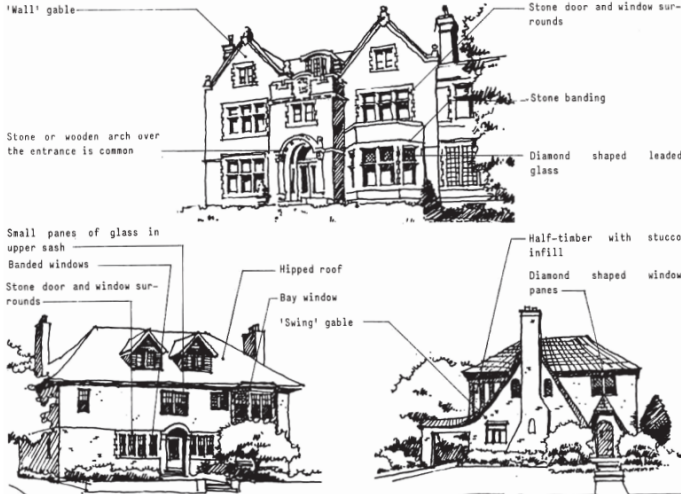 'Wall' gable
Stone door and window sur-
rounds
Stone banding
Stone or wooden arch over
the entrance is common
Diamond shaped leaded
glass
Small panes of glass in
upper sash
Banded windows
Stone door and window sur-
rounds
Hipped roof
Bay window
'Swing' gable
Half-timber with stucco
infill
Diamond shaped window
panes